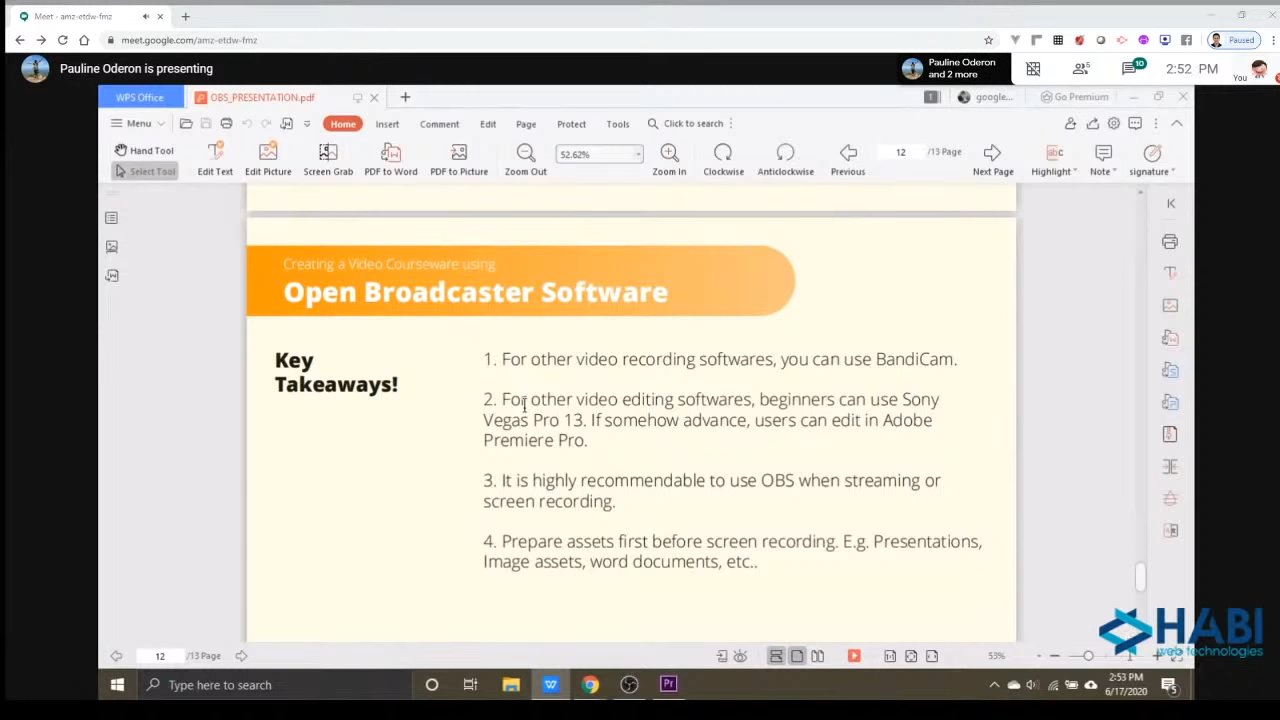 Meet - amz-etdw-fmz
meet.google.com/amz-etdw-fmz
Paused
Pauline Oderon is presenting
Pauline Oderon
and 2 more
5
10
2:52 PM
You
WPS Office
OBS_PRESENTATION.pdf
1
google...
Go Premium
Menu
Home
Insert
Comment
Edit
Page
Protect
Tools
Click to search
Hand Tool
Select Tool
Edit Text
Edit Picture
Screen Grab
PDF to Word
PDF to Picture
Zoom Out
52.62%
Zoom In
Clockwise
Anticlockwise
Previous
12 /13 Page
Next Page
Highlight
Note
signature
Creating a Video Courseware using
Open Broadcaster Software
Key
Takeaways!
1. For other video recording softwares, you can use BandiCam.
2. For other video editing softwares, beginners can use Sony
Vegas Pro 13. If somehow advance, users can edit in Adobe
Premiere Pro.
3. It is highly recommendable to use OBS when streaming or
screen recording.
4. Prepare assets first before screen recording. E.g. Presentations,
Image assets, word documents, etc..
HABI
web technologies
12 /13 Page
53%
Type here to search
Pr
2:53 PM
6/17/2020
5